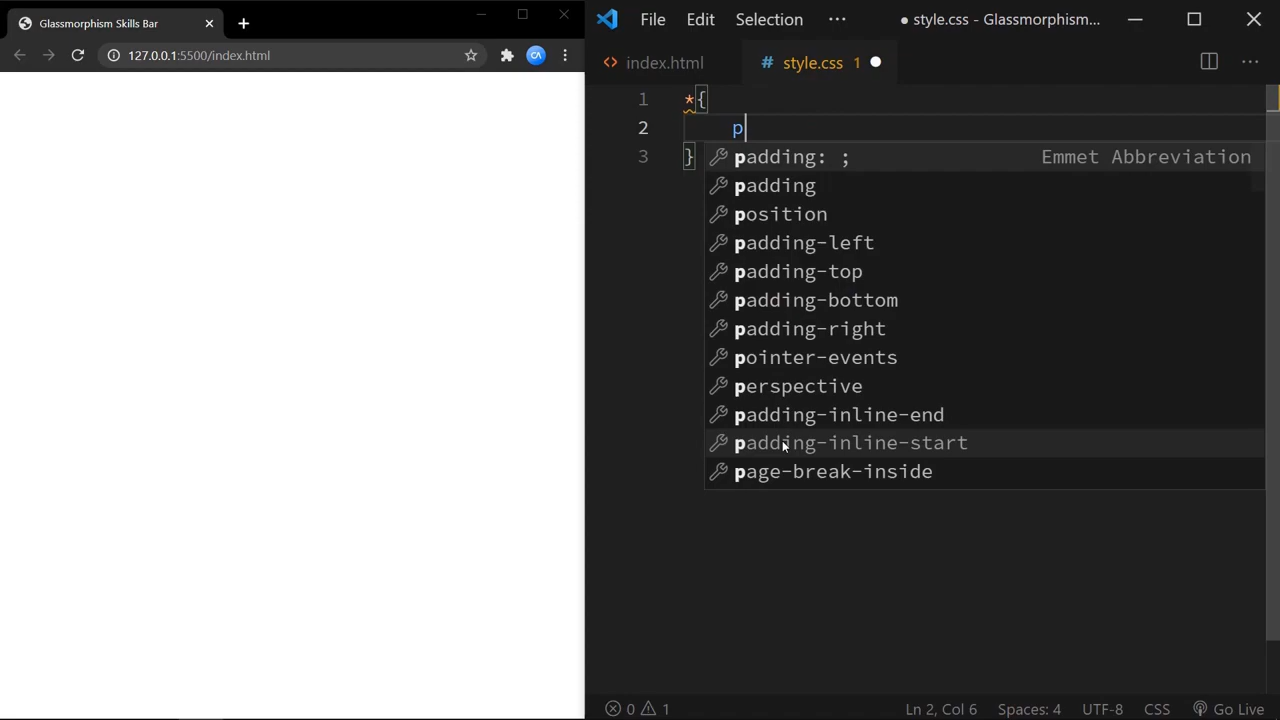 Glassmorphism Skills Bar
127.0.0.1:5500/index.html
CA
File Edit Selection ··· ● style.css - Glassmorphism...
<> index.html # style.css 1 ● ···
1 *{
2 p
3 }
padding: ; Emmet Abbreviation
padding
position
padding-left
padding-top
padding-bottom
padding-right
pointer-events
perspective
padding-inline-end
padding-inline-start
page-break-inside
0 1 Ln 2, Col 6 Spaces: 4 UTF-8 CSS Go Live